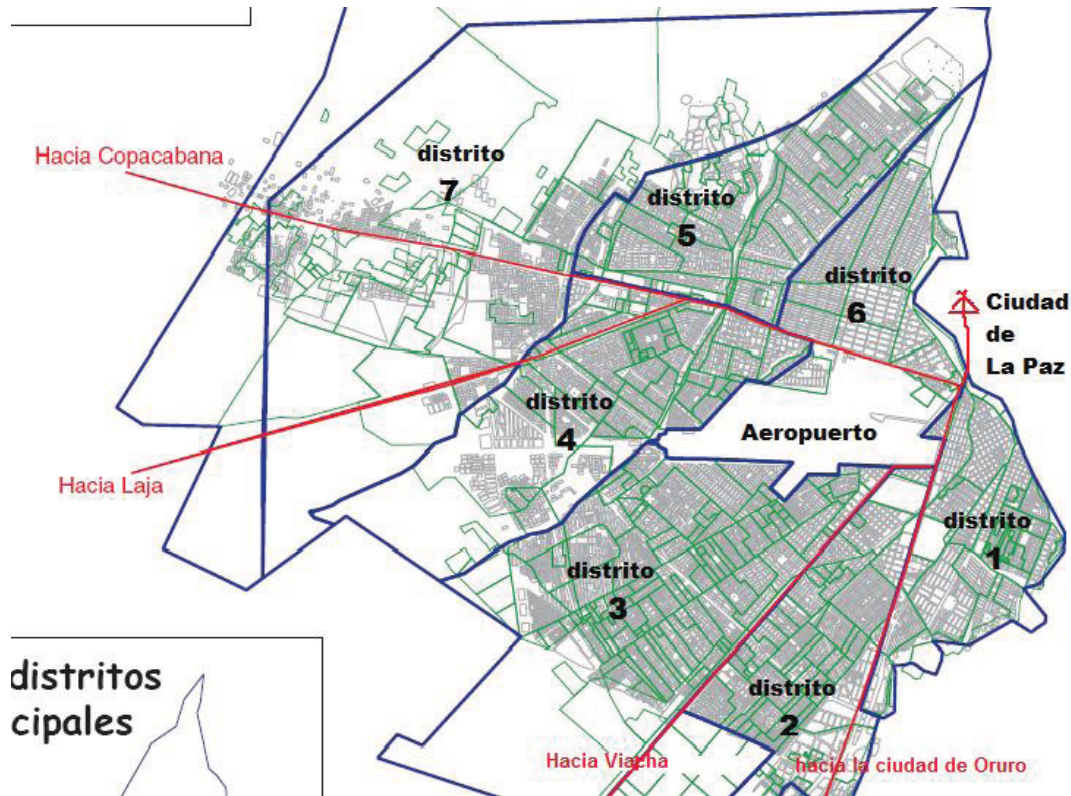 Hacia Copacabana
distrito
7
distrito
5
distrito
6
Ciudad
de
La Paz
distrito
4
Aeropuerto
Hacia Laja
distrito
1
distrito
3
distritos
cipales
distrito
2
Hacia Viacha
hacia la ciudad de Oruro